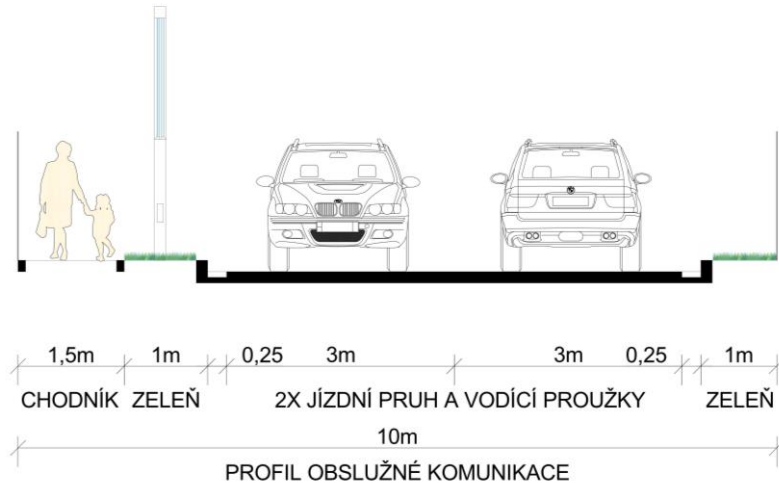 1,5m 1m 0,25 3m 3m 0,25 1m
CHODNÍK ZELEŇ 2X JÍZDNÍ PRUH A VODÍCÍ PROUŽKY ZELEŇ
10m
PROFIL OBSLUŽNÉ KOMUNIKACE